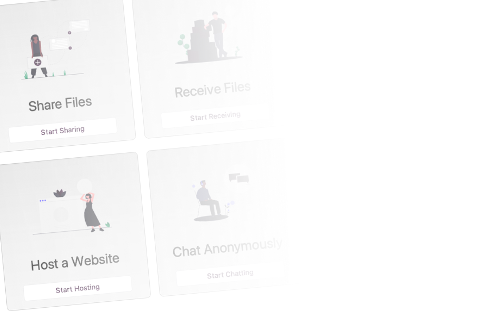 Share Files
Start Sharing
Receive Files
Start Receiving
Host a Website
Start Hosting
Chat Anonymously
Start Chatting